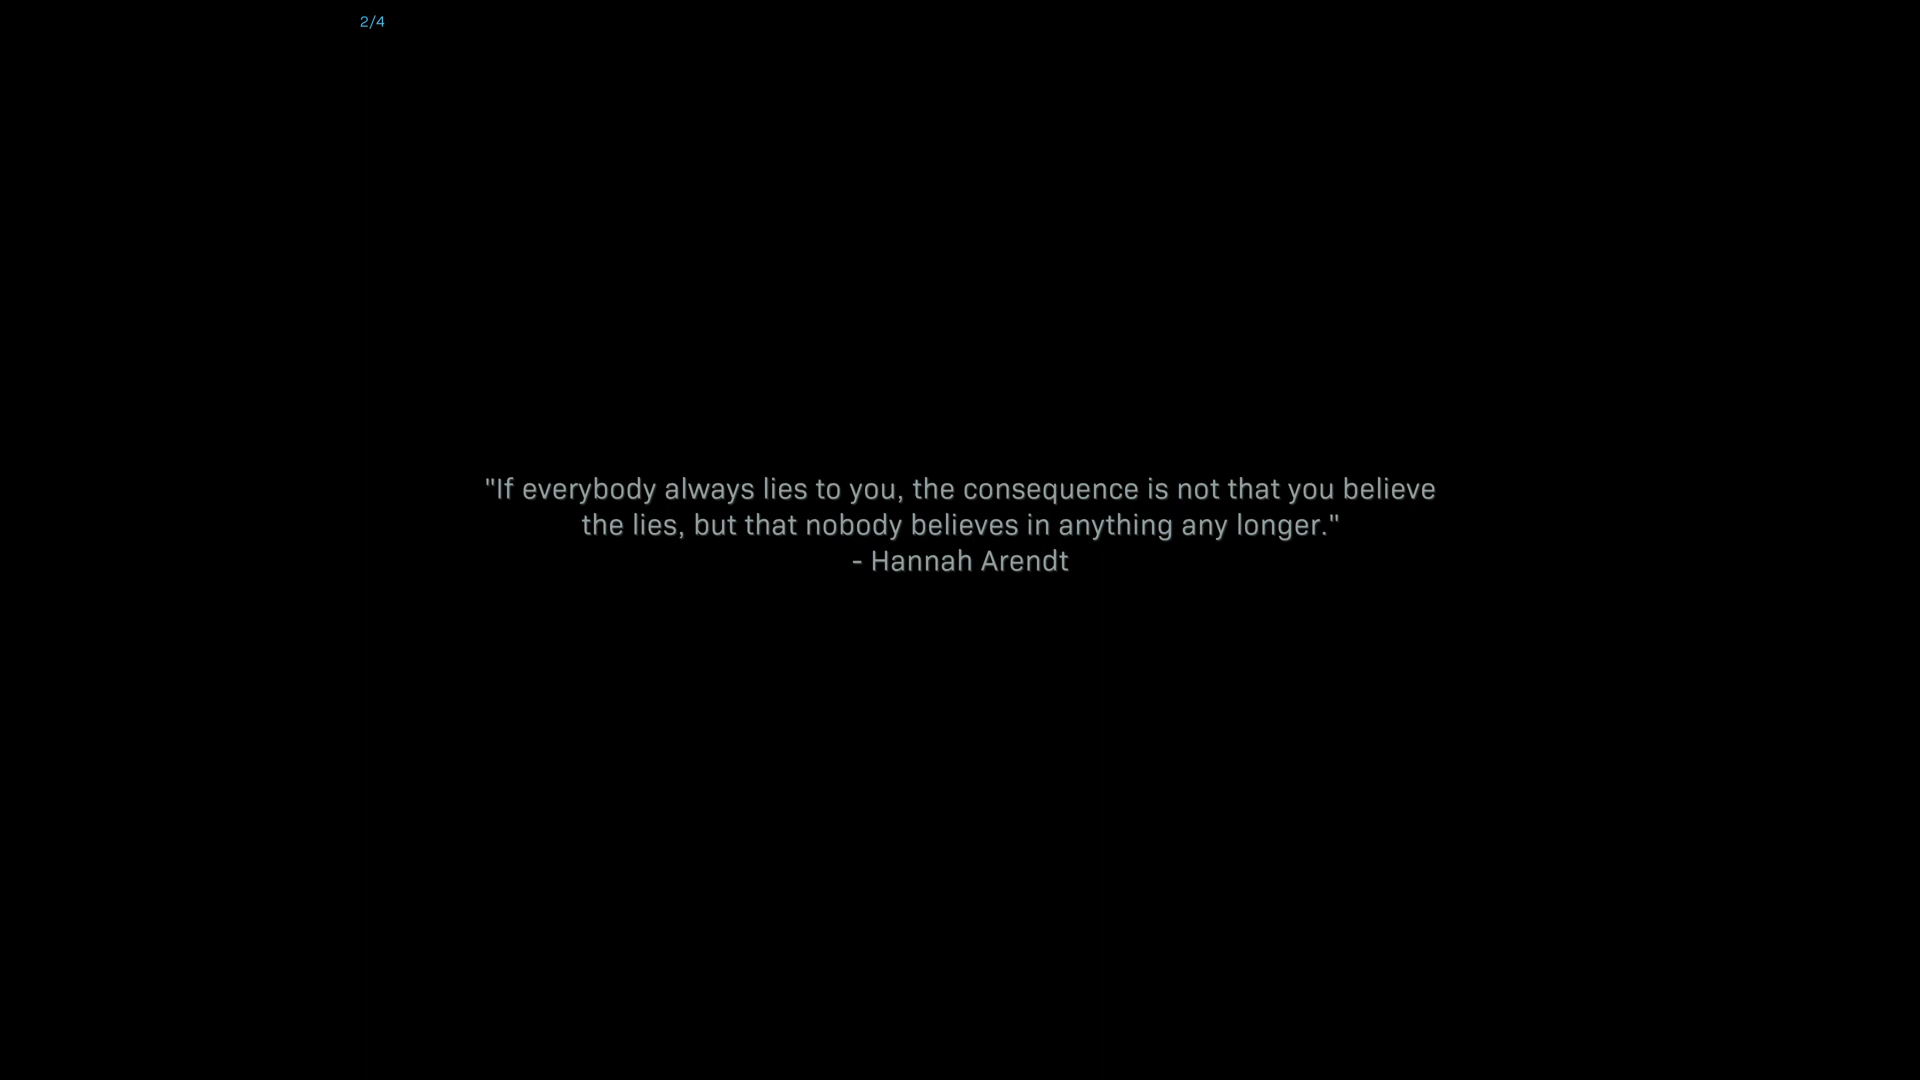 2/4
"If everybody always lies to you, the consequence is not that you believe
the lies, but that nobody believes in anything any longer."
- Hannah Arendt